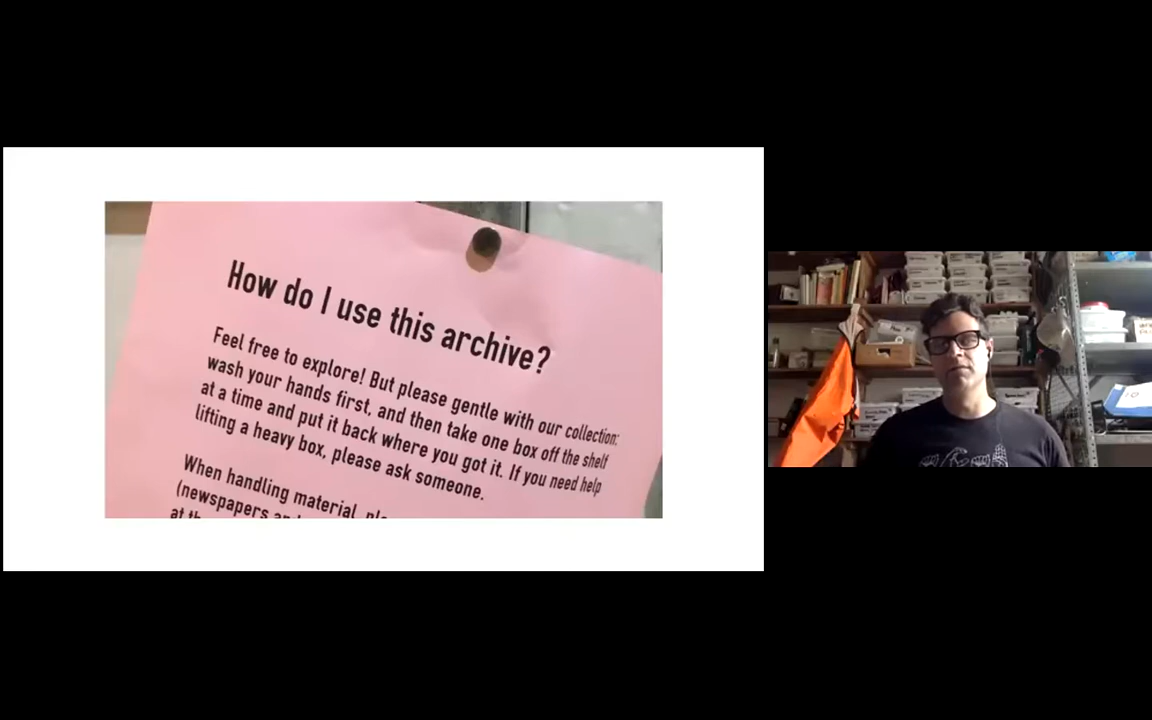 How do I use this archive?
Feel free to explore! But please gentle with our collection:
wash your hands first, and then take one box off the shelf
at a time and put it back where you got it. If you need help
lifting a heavy box, please ask someone.
When handling material,
(newspapers
at